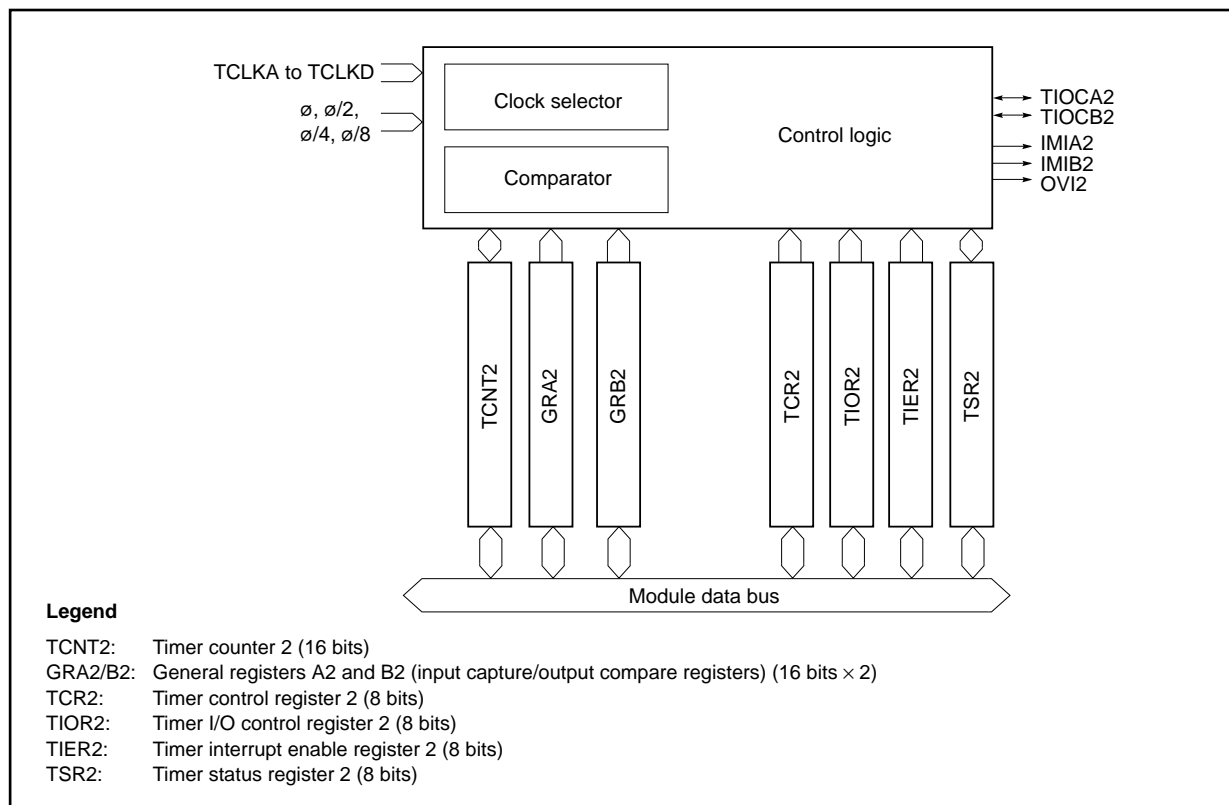 TCLKA to TCLKD
ø, ø/2,
ø/4, ø/8
Clock selector
Comparator
Control logic
TIOCA2
TIOCB2
IMIA2
IMIB2
OVI2
TCNT2
GRA2
GRB2
TCR2
TIOR2
TIER2
TSR2
Module data bus
Legend
TCNT2: Timer counter 2 (16 bits)
GRA2/B2: General registers A2 and B2 (input capture/output compare registers) (16 bits × 2)
TCR2: Timer control register 2 (8 bits)
TIOR2: Timer I/O control register 2 (8 bits)
TIER2: Timer interrupt enable register 2 (8 bits)
TSR2: Timer status register 2 (8 bits)